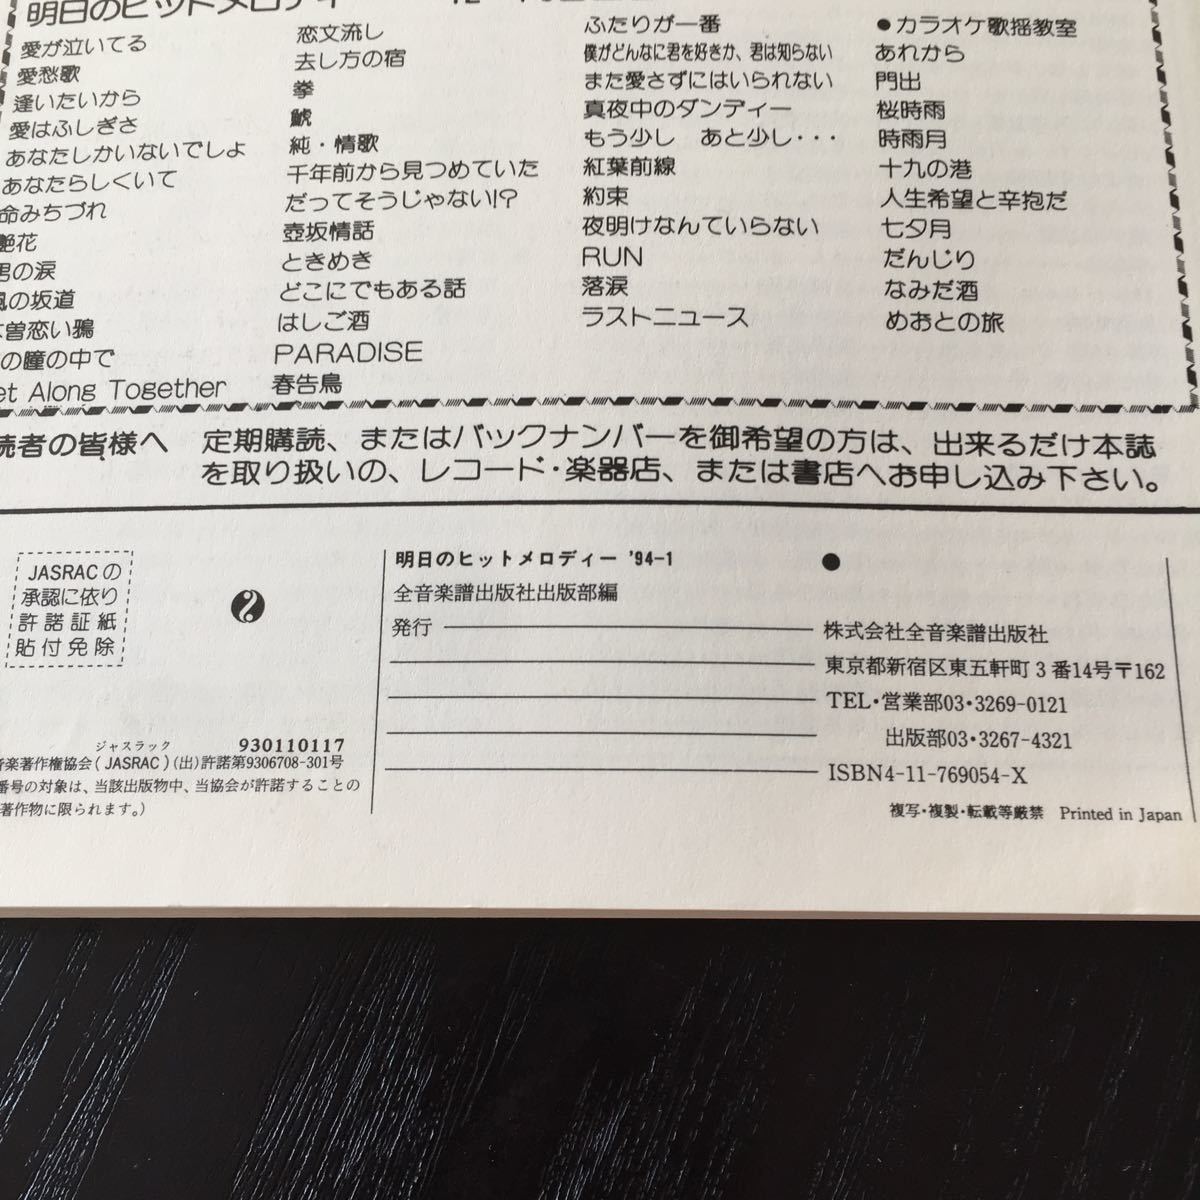 明日のヒットメロディー
愛が泣いてる
愛愁歌
逢いたいから
愛はふしぎさ
あなたしかいないでしょ
あなたらしくいて
命みちづれ
艶花
男の涙
風の坂道
曽恋い鴉
の瞳の中で
et Along Together
恋文流し
去し方の宿
拳
鯱
純・情歌
千年前から見つめていた
だってそうじゃない!?
壺坂情話
ときめき
どこにでもある話
はしご酒
PARADISE
春告鳥
ふたりが一番
僕がどんなに君を好きか、君は知らない
また愛さずにはいられない
真夜中のダンディー
もう少し あと少し・・・
紅葉前線
約束
夜明けなんていらない
RUN
落涙
ラストニュース
●カラオケ歌揺教室
あれから
門出
桜時雨
時雨月
十九の港
人生希望と辛抱だ
七夕月
だんじり
なみだ酒
めおとの旅
読者の皆様へ 定期購読、またはバックナンバーを御希望の方は、出来るだけ本誌
を取り扱いの、レコード・楽器店、または書店へお申し込み下さい。
JASRACの
承認に依り
許諾証紙
貼付免除
ジャスラック 930110117
音楽著作権協会(JASRAC)(出)許諾第9306708-301号
番号の対象は、当該出版物中、当協会が許諾することの
著作物に限られます。)
明日のヒットメロディー '94-1 ●
全音楽譜出版社出版部編
発行 株式会社全音楽譜出版社
東京都新宿区東五軒町3番14号〒162
TEL・営業部03・3269-0121
出版部03・3267-4321
ISBN4-11-769054-X
複写・複製・転載等厳禁 Printed in Japan